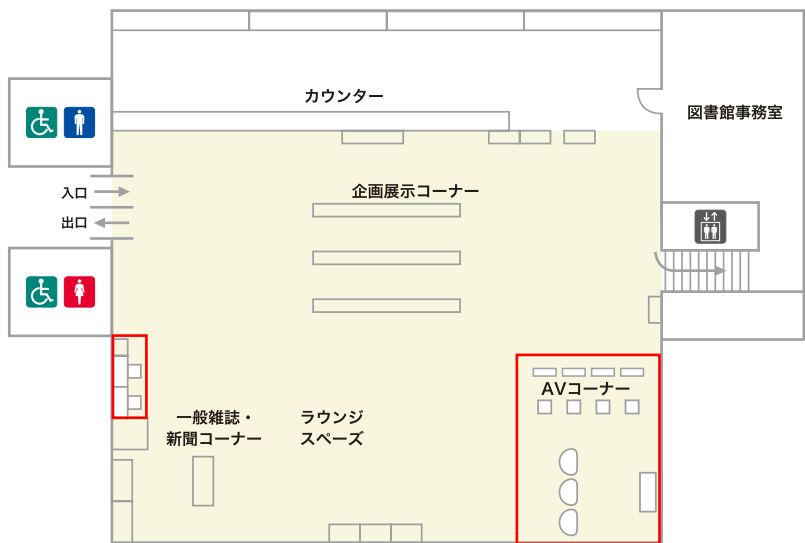 カウンター
図書館事務室
入口
企画展示コーナー
出口
AVコーナー
一般雑誌・
新聞コーナー
ラウンジ
スペーズ